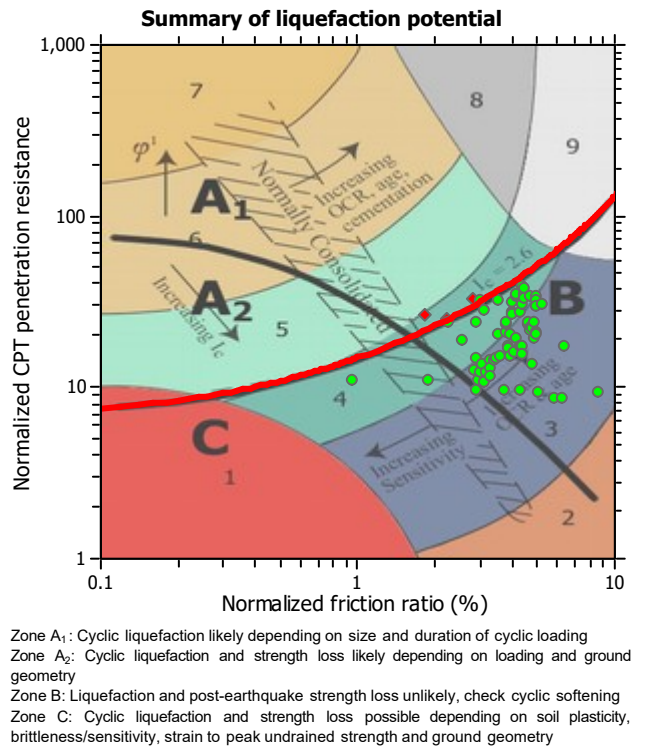 Summary of liquefaction potential
Normalized CPT penetration resistance
1,000
100
10
1
7
8
9
φ'
A1
Increasing
OCR, age,
cementation
Normally Consolidated
6
A2
Increasing Ic
5
Ic = 2.6
B
4
C
1
Increasing
OCR & age
3
Increasing
Sensitivity
2
0.1
1
10
Normalized friction ratio (%)
Zone A1: Cyclic liquefaction likely depending on size and duration of cyclic loading
Zone A2: Cyclic liquefaction and strength loss likely depending on loading and ground
geometry
Zone B: Liquefaction and post-earthquake strength loss unlikely, check cyclic softening
Zone C: Cyclic liquefaction and strength loss possible depending on soil plasticity,
brittleness/sensitivity, strain to peak undrained strength and ground geometry